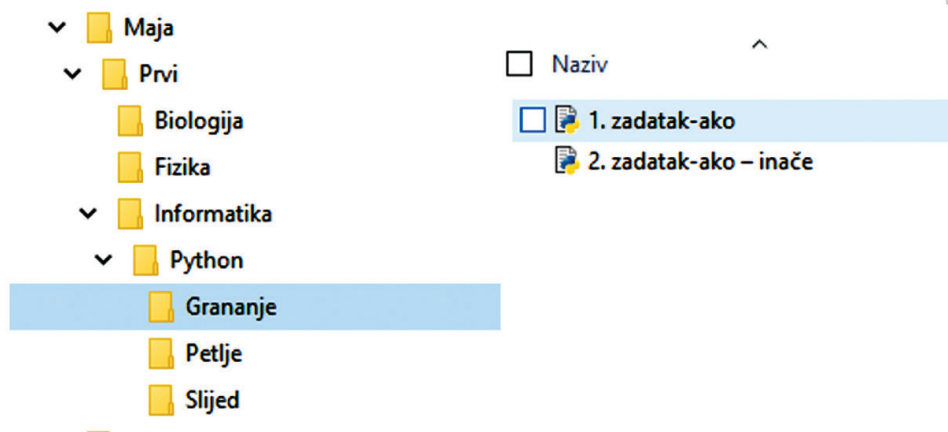 Maja
Prvi
Biologija
Fizika
Informatika
Python
Grananje
Petlje
Slijed
Naziv
1. zadatak-ako
2. zadatak-ako – inače